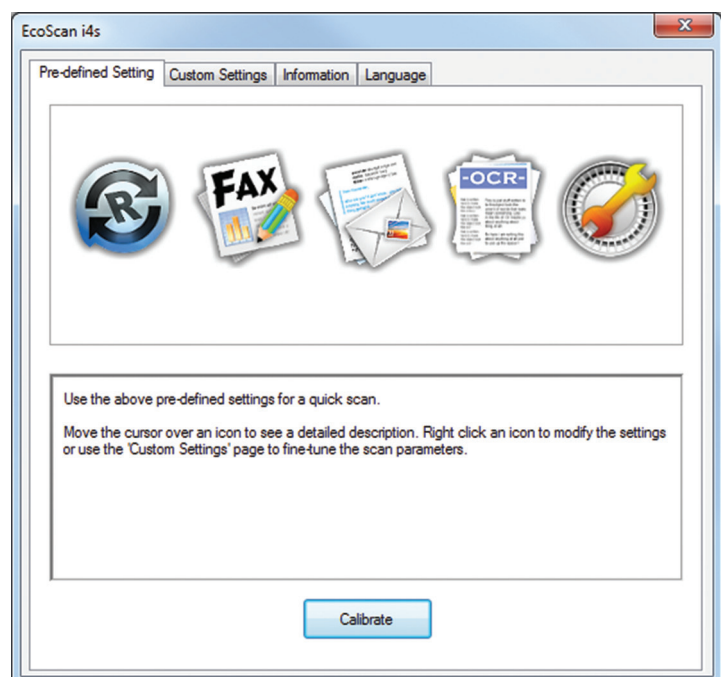 EcoScan i4s
Pre-defined Setting Custom Settings Information Language
R
FAX
-OCR-
Use the above pre-defined settings for a quick scan.
Move the cursor over an icon to see a detailed description. Right click an icon to modify the settings
or use the 'Custom Settings' page to fine-tune the scan parameters.
Calibrate